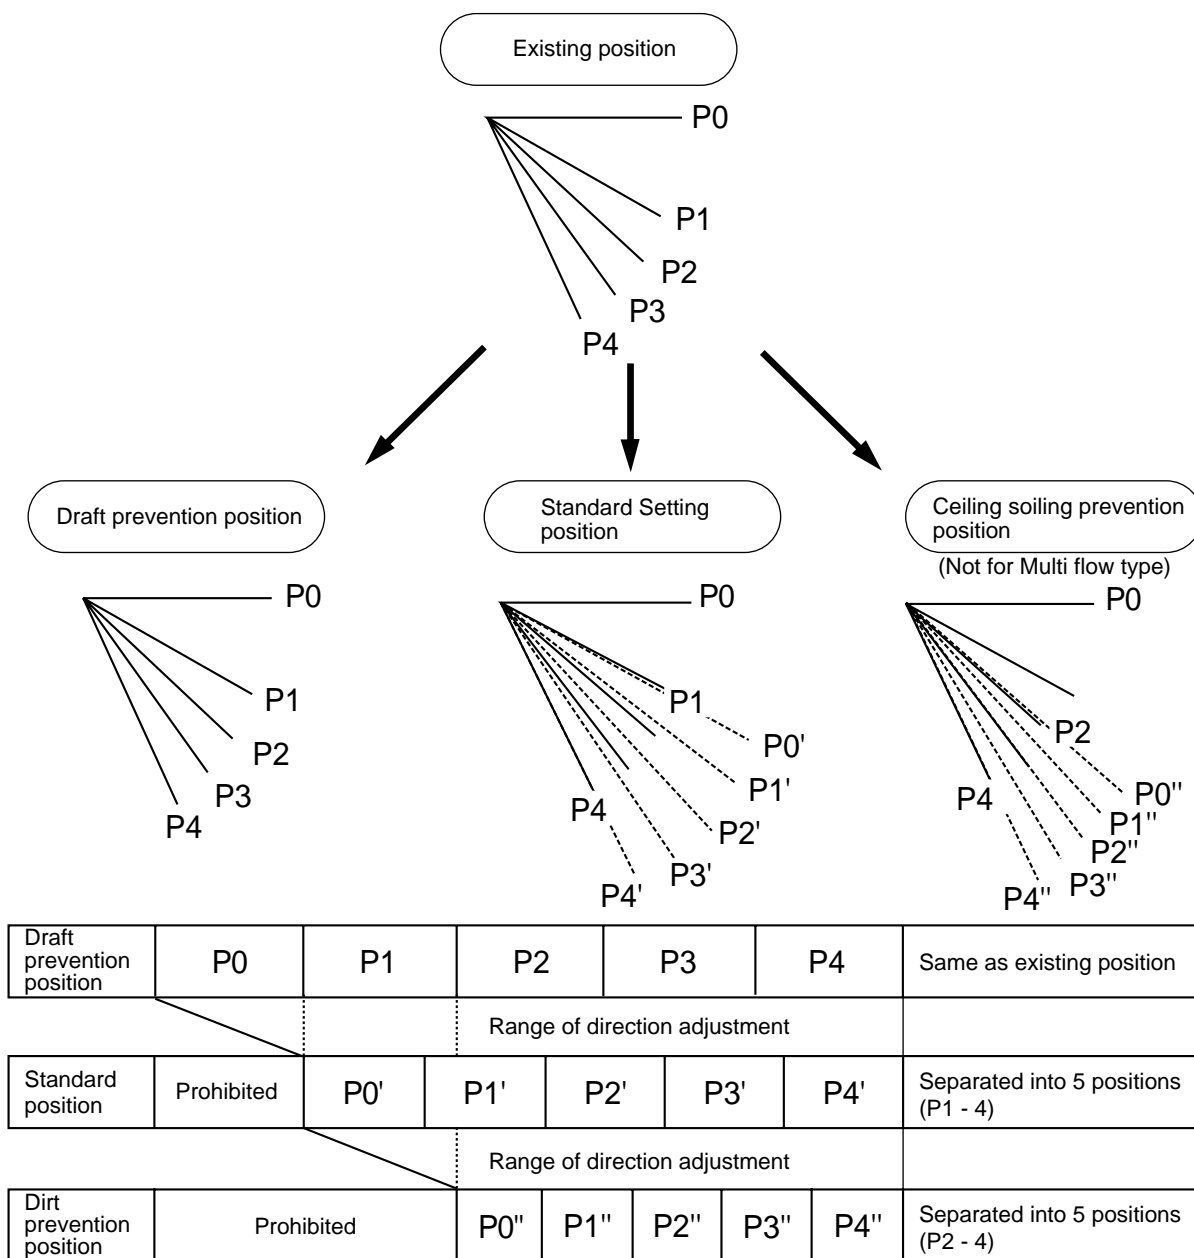 Existing position
P0
P1
P2
P3
P4
Draft prevention position
P0
P1
P2
P3
P4
Standard Setting
position
P0
P1
P0'
P1'
P4
P2'
P3'
P4'
Ceiling soiling prevention
position
(Not for Multi flow type)
P0
P2
P4
P0"
P1"
P2"
P3"
P4"
Draft
prevention
position
P0
P1
P2
P3
P4
Same as existing position
Range of direction adjustment
Standard
position
Prohibited
P0'
P1'
P2'
P3'
P4'
Separated into 5 positions
(P1 - 4)
Range of direction adjustment
Dirt
prevention
position
Prohibited
P0"
P1"
P2"
P3"
P4"
Separated into 5 positions
(P2 - 4)